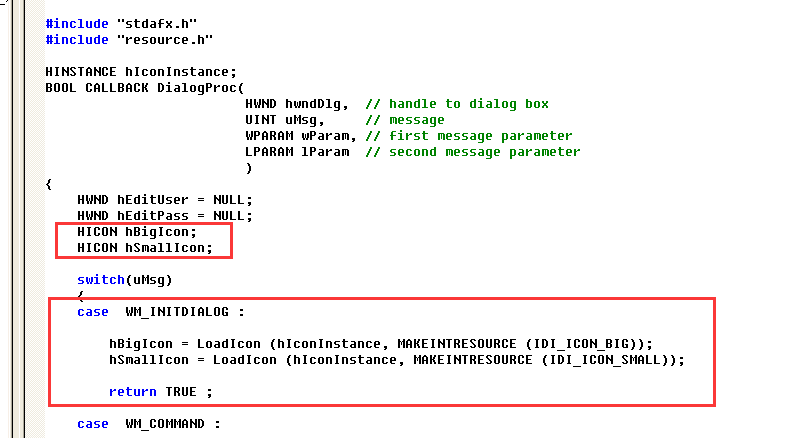 #include "stdafx.h"
#include "resource.h"
HINSTANCE hIconInstance;
BOOL CALLBACK DialogProc(
HWND hwndDlg,  // handle to dialog box
UINT uMsg,     // message
WPARAM wParam, // first message parameter
LPARAM lParam  // second message parameter
)
{
HWND hEditUser = NULL;
HWND hEditPass = NULL;
HICON hBigIcon;
HICON hSmallIcon;
switch(uMsg)
{
case  WM_INITDIALOG :
hBigIcon = LoadIcon (hIconInstance, MAKEINTRESOURCE (IDI_ICON_BIG));
hSmallIcon = LoadIcon (hIconInstance, MAKEINTRESOURCE (IDI_ICON_SMALL));
return TRUE ;
case  WM_COMMAND :